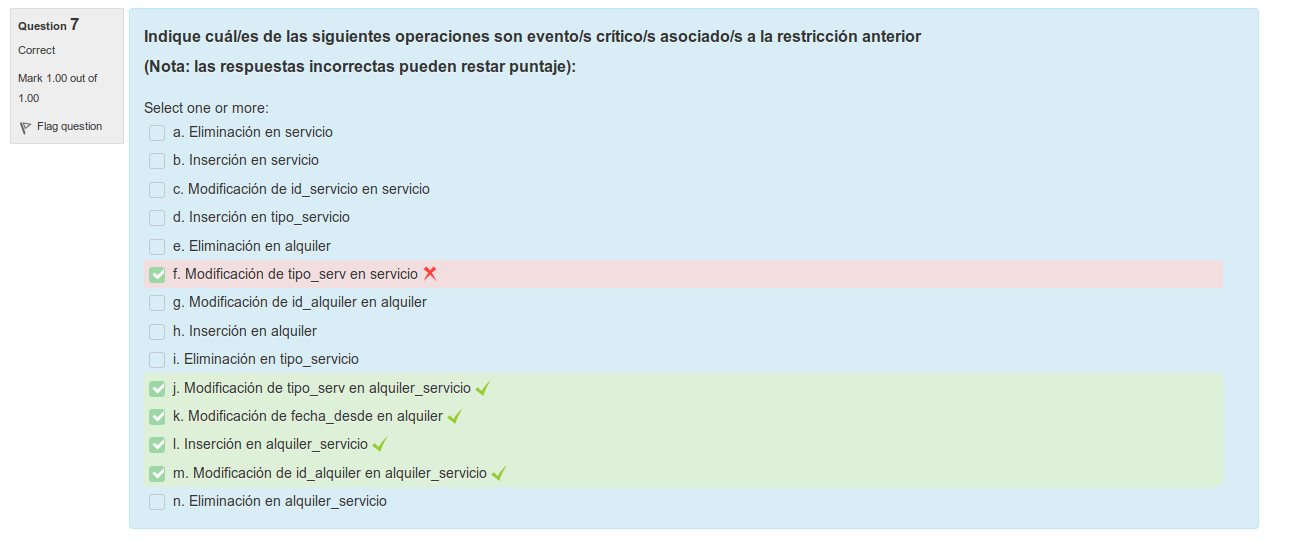 Question 7
Correct
Mark 1.00 out of
1.00
Flag question
Indique cuál/es de las siguientes operaciones son evento/s crítico/s asociado/s a la restricción anterior
(Nota: las respuestas incorrectas pueden restar puntaje):
Select one or more:
a. Eliminación en servicio
b. Inserción en servicio
c. Modificación de id_servicio en servicio
d. Inserción en tipo_servicio
e. Eliminación en alquiler
f. Modificación de tipo_serv en servicio
g. Modificación de id_alquiler en alquiler
h. Inserción en alquiler
i. Eliminación en tipo_servicio
j. Modificación de tipo_serv en alquiler_servicio
k. Modificación de fecha_desde en alquiler
l. Inserción en alquiler_servicio
m. Modificación de id_alquiler en alquiler_servicio
n. Eliminación en alquiler_servicio